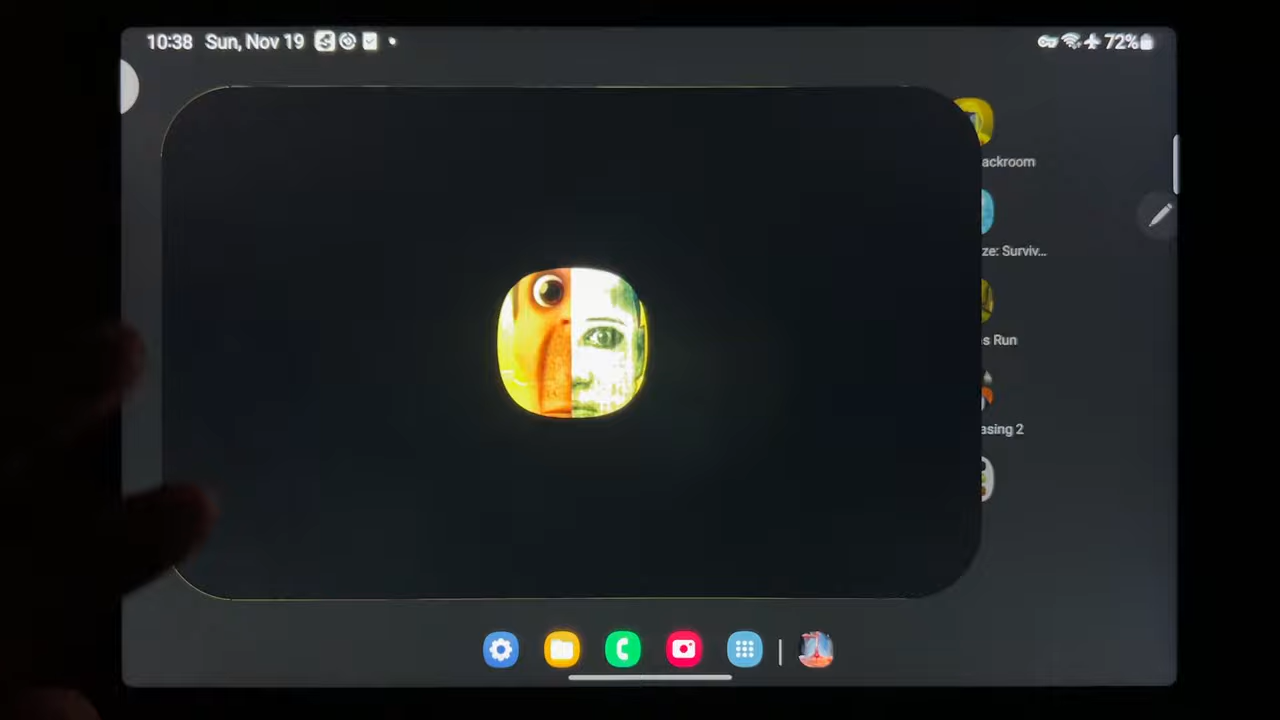 10:38 Sun, Nov 19
72%
ackroom
ze: Surviv...
s Run
asing 2